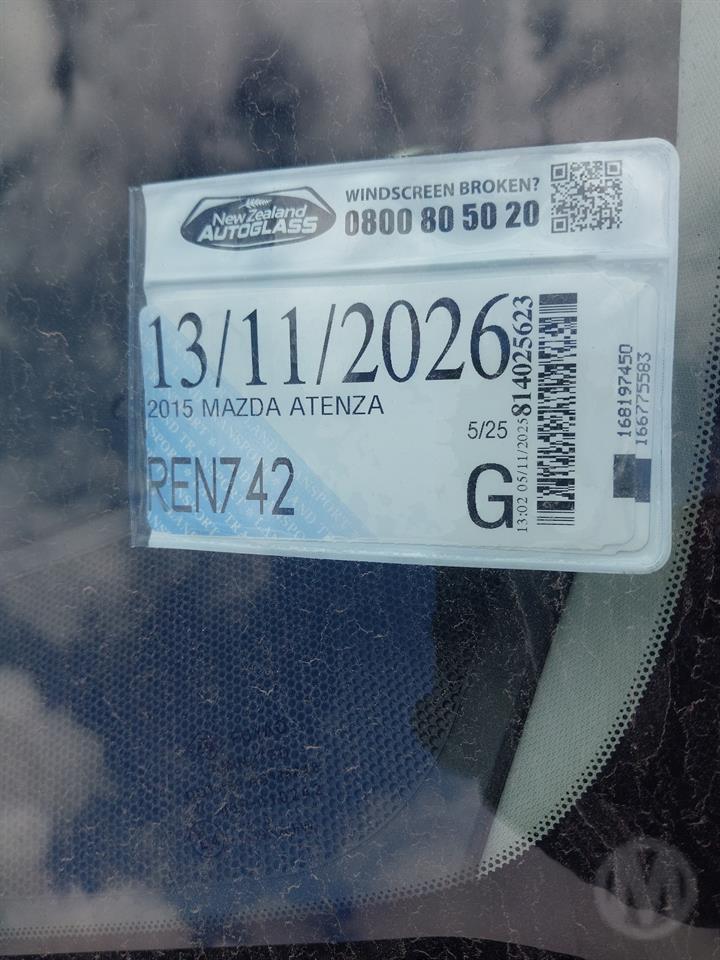 New Zealand
AUTOGLASS
WINDSCREEN BROKEN?
0800 80 50 20
13/11/2026
2015 MAZDA ATENZA
5/25
REN742
G
13:02 05/11/2025
814025623
168197450
166775583
M